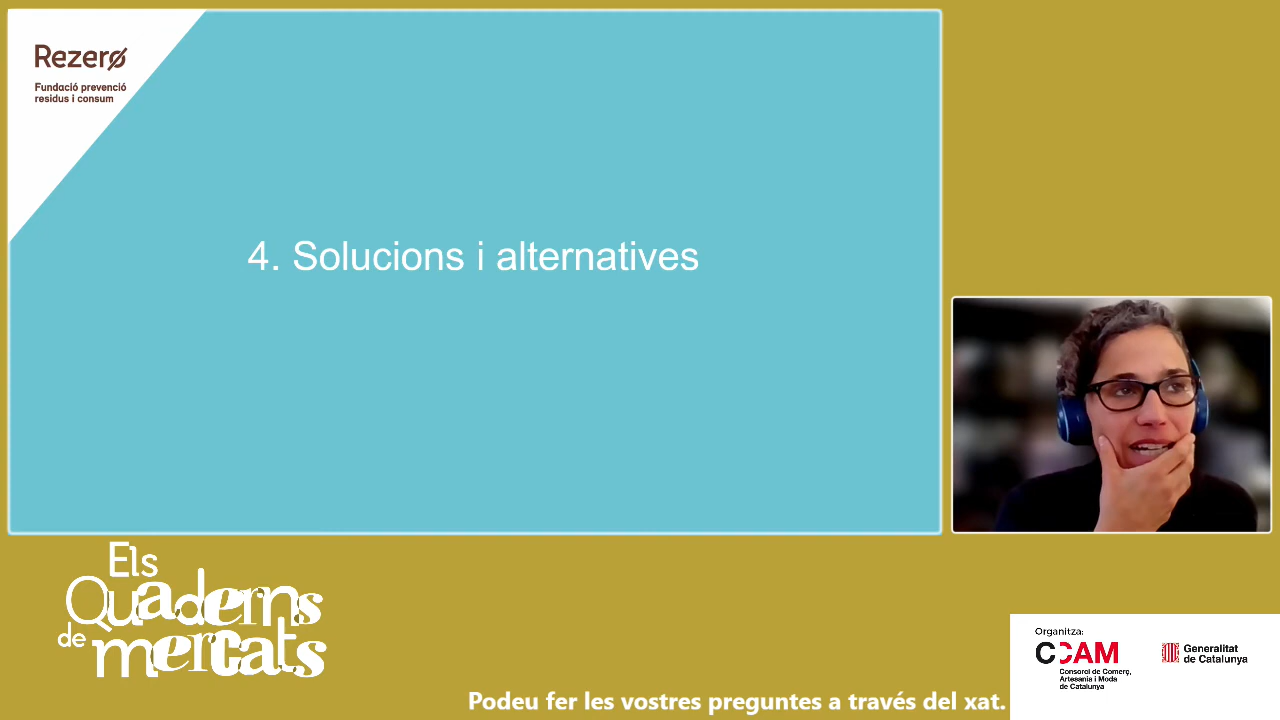 Rezero
Fundació prevenció
residus i consum
4. Solucions i alternatives
Els
Quaderns
de mercats
Organitza:
CCAM
Consorci de Comerç,
Artesania i Moda
de Catalunya
Generalitat
de Catalunya
Podeu fer les vostres preguntes a través del xat.